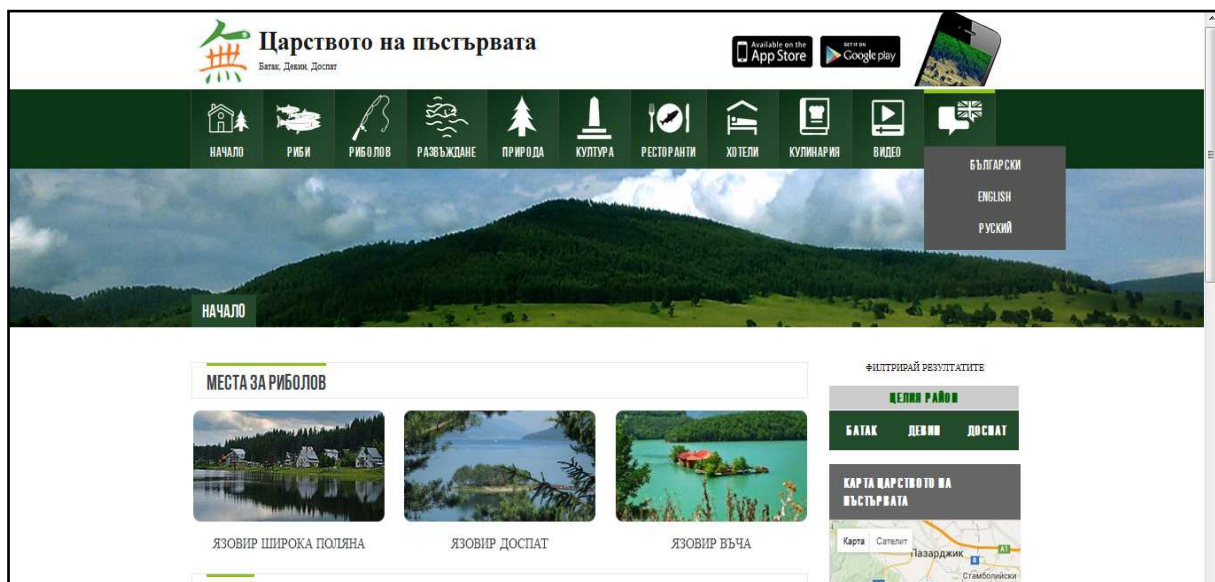 Царството на пъстървата
Батак, Девин, Доспат
Available on the
App Store
GET IT ON
Google play
НАЧАЛО
РИБИ
РИБОЛОВ
РАЗВЪЖДАНЕ
ПРИРОДА
КУЛТУРА
РЕСТОРАНТИ
ХОТЕЛИ
КУЛИНАРИЯ
ВИДЕО
БЪЛГАРСКИ
ENGLISH
РУСКИЙ
НАЧАЛО
МЕСТА ЗА РИБОЛОВ
ЯЗОВИР ШИРОКА ПОЛЯНА
ЯЗОВИР ДОСПАТ
ЯЗОВИР ВЪЧА
ФИЛТРИРАЙ РЕЗУЛТАТИТЕ
ЦЕЛИЯ РАЙОН
БАТАК ДЕВИН ДОСПАТ
КАРТА ЦАРСТВОТО НА
ПЪСТЪРВАТА
Карта Сателит
Пазарджик
A1
8
Стамболийски